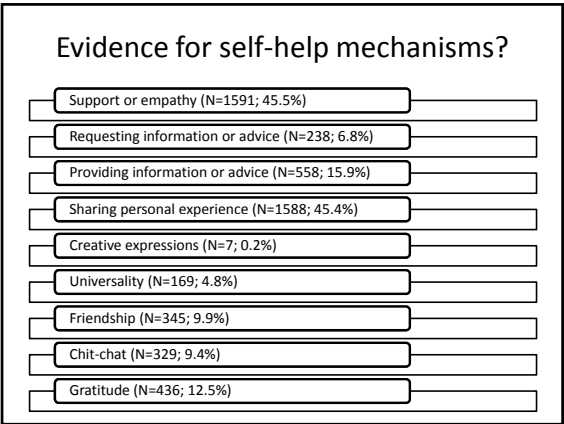 Evidence for self-help mechanisms?
Support or empathy (N=1591; 45.5%)
Requesting information or advice (N=238; 6.8%)
Providing information or advice (N=558; 15.9%)
Sharing personal experience (N=1588; 45.4%)
Creative expressions (N=7; 0.2%)
Universality (N=169; 4.8%)
Friendship (N=345; 9.9%)
Chit-chat (N=329; 9.4%)
Gratitude (N=436; 12.5%)